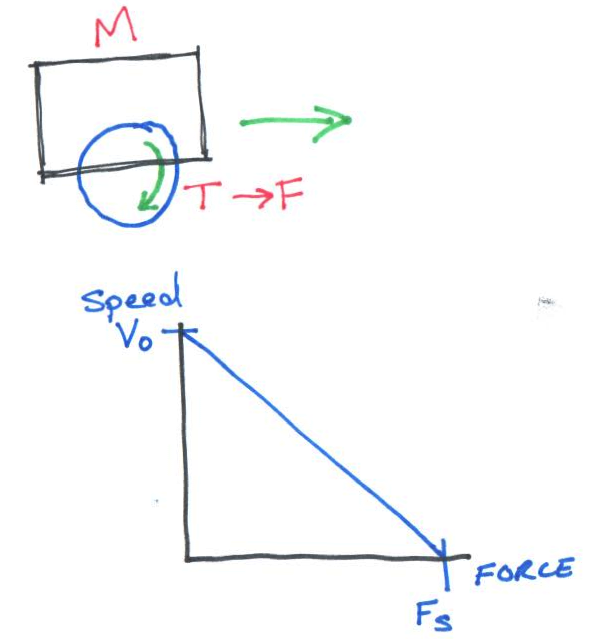 M
T → F
Speed
V₀
FORCE
Fs